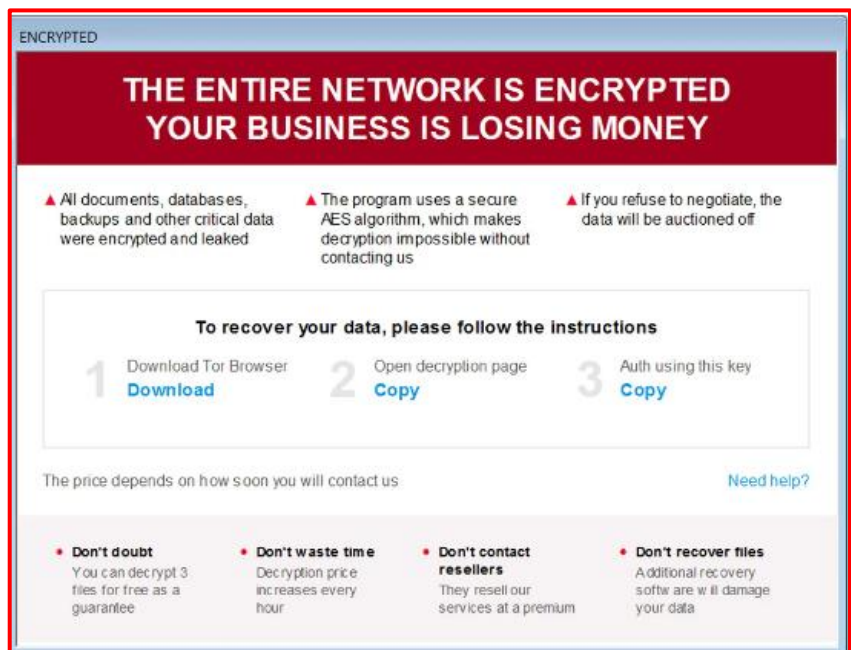 ENCRYPTED
THE ENTIRE NETWORK IS ENCRYPTED
YOUR BUSINESS IS LOSING MONEY
▲ All documents, databases,
backups and other critical data
were encrypted and leaked
▲ The program uses a secure
AES algorithm, which makes
decryption impossible without
contacting us
▲ If you refuse to negotiate, the
data will be auctioned off
To recover your data, please follow the instructions
1
Download Tor Browser
Download
2
Open decryption page
Copy
3
Auth using this key
Copy
The price depends on how soon you will contact us
Need help?
• Don't doubt
You can decrypt 3
files for free as a
guarantee
• Don't waste time
Decryption price
increases every
hour
• Don't contact
resellers
They resell our
services at a premium
• Don't recover files
Additional recovery
software will damage
your data